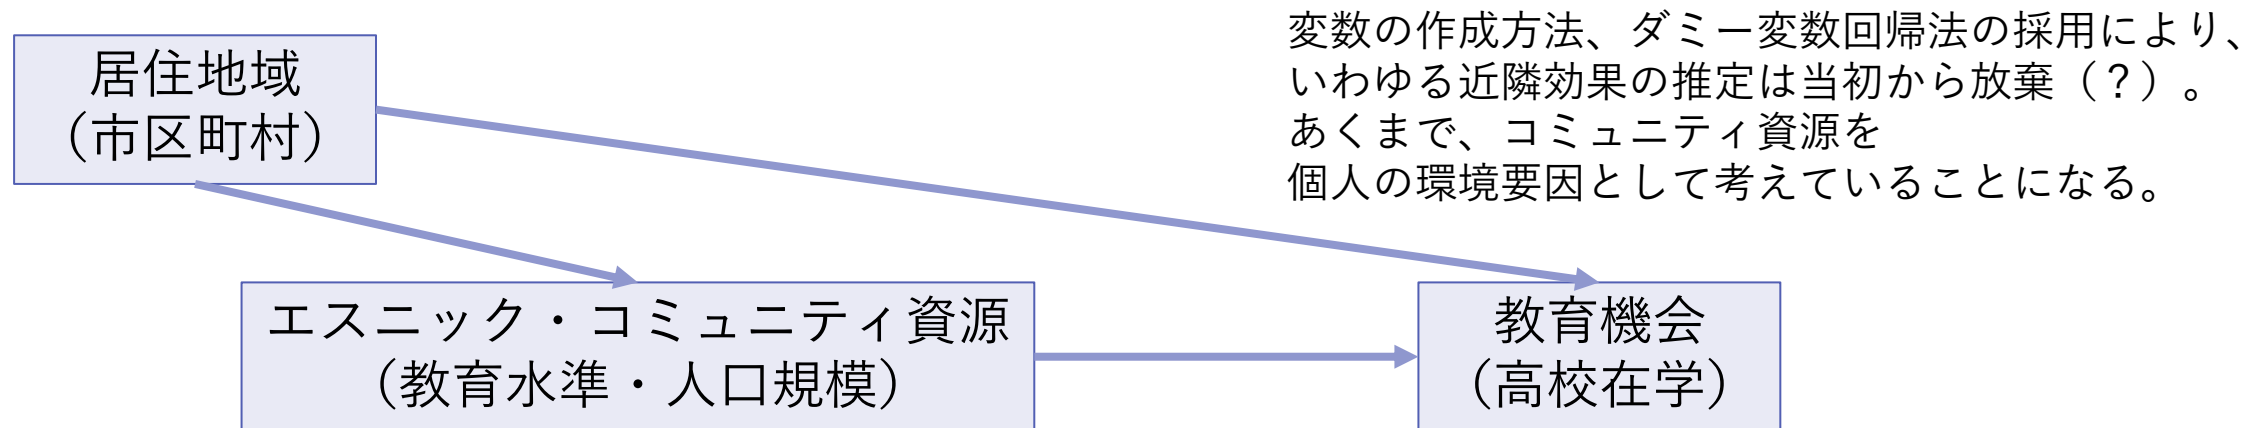 変数の作成方法、ダミー変数回帰法の採用により、
いわゆる近隣効果の推定は当初から放棄（？）。
あくまで、コミュニティ資源を
個人の環境要因として考えていることになる。
居住地域
（市区町村）
エスニック・コミュニティ資源
（教育水準・人口規模）
教育機会
（高校在学）